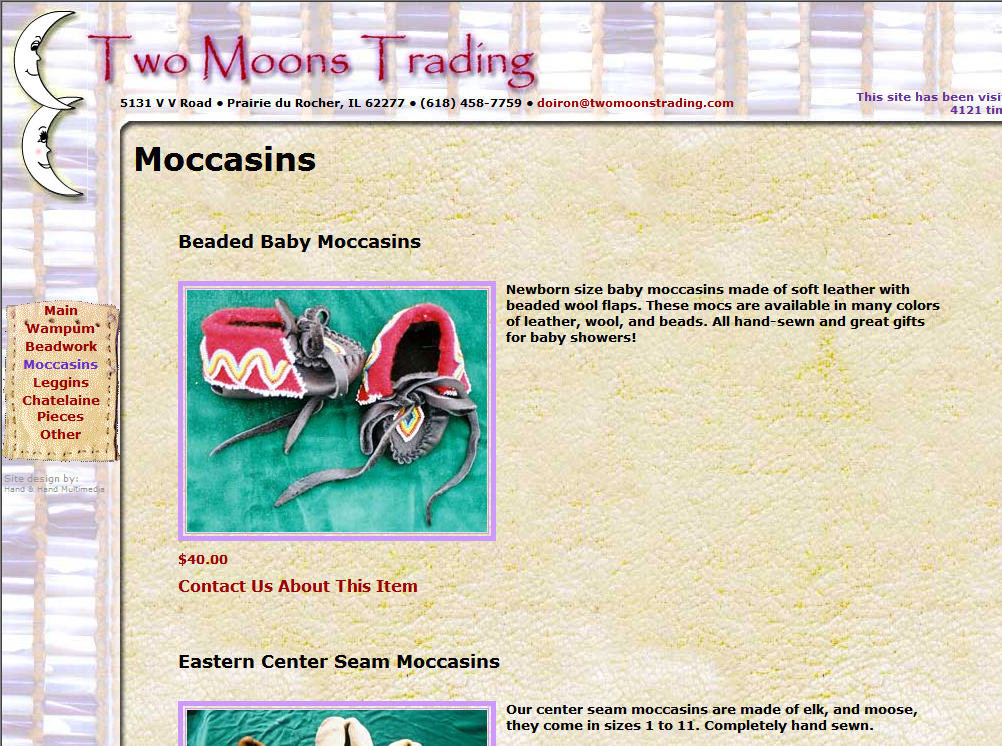 Two Moons Trading
5131 V V Road ● Prairie du Rocher, IL 62277 ● (618) 458-7759 ● doiron@twomoonstrading.com
This site has been
4121
Moccasins
Beaded Baby Moccasins
Newborn size baby moccasins made of soft leather with
beaded wool flaps. These mocs are available in many colors
of leather, wool, and beads. All hand-sewn and great gifts
for baby showers!
Main
Wampum
Beadwork
Moccasins
Leggins
Chatelaine
Pieces
Other
Site design by:
Hand & Hand Multimedia
$40.00
Contact Us About This Item
Eastern Center Seam Moccasins
Our center seam moccasins are made of elk, and moose,
they come in sizes 1 to 11. Completely hand sewn.